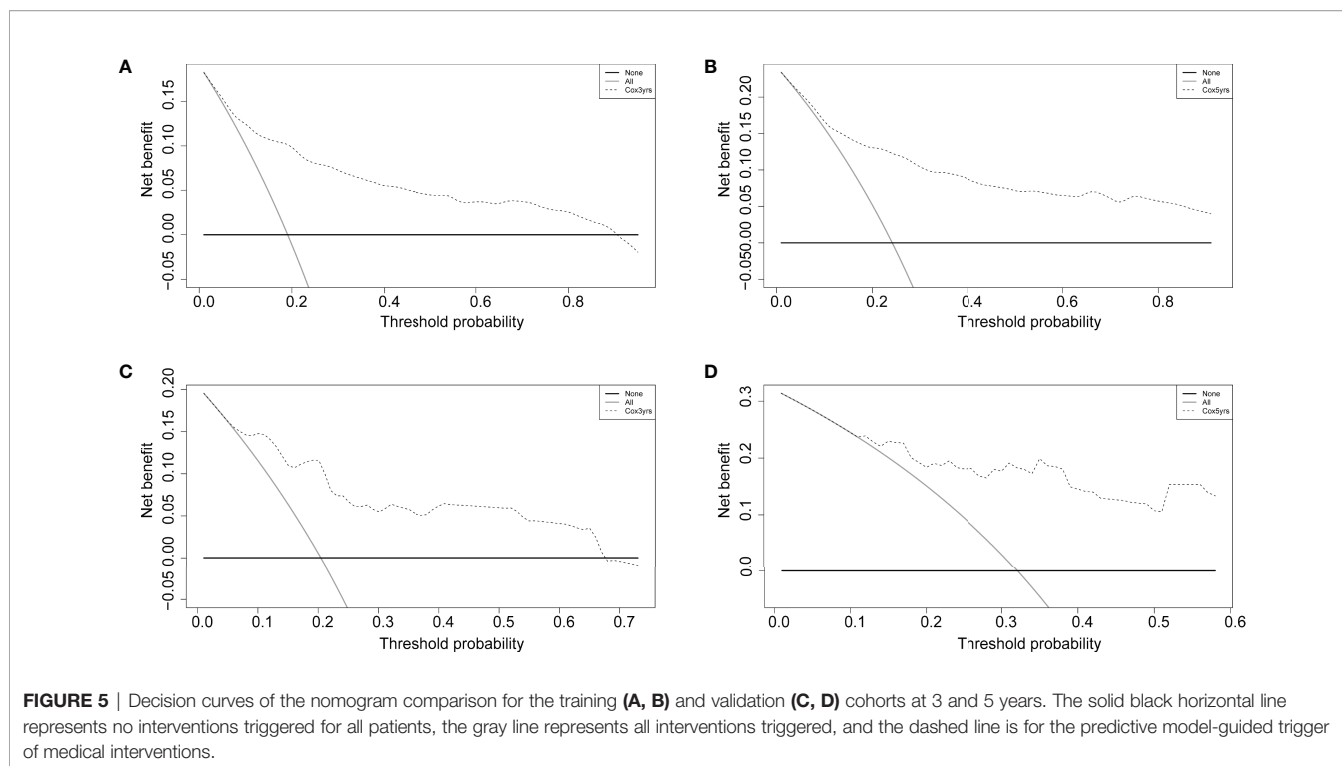 A
None
All
Cox3yrs
Net benefit
0.15
0.10
0.05
0.00
−0.05
0.0 0.2 0.4 0.6 0.8
Threshold probability
B
None
All
Cox5yrs
Net benefit
0.20
0.15
0.10
0.05
0.00
−0.05
0.0 0.2 0.4 0.6 0.8
Threshold probability
C
None
All
Cox3yrs
Net benefit
0.20
0.15
0.10
0.05
0.00
−0.05
0.0 0.1 0.2 0.3 0.4 0.5 0.6 0.7
Threshold probability
D
None
All
Cox5yrs
Net benefit
0.3
0.2
0.1
0.0
0.0 0.1 0.2 0.3 0.4 0.5 0.6
Threshold probability
FIGURE 5 | Decision curves of the nomogram comparison for the training (A, B) and validation (C, D) cohorts at 3 and 5 years. The solid black horizontal line
represents no interventions triggered for all patients, the gray line represents all interventions triggered, and the dashed line is for the predictive model-guided trigger
of medical interventions.